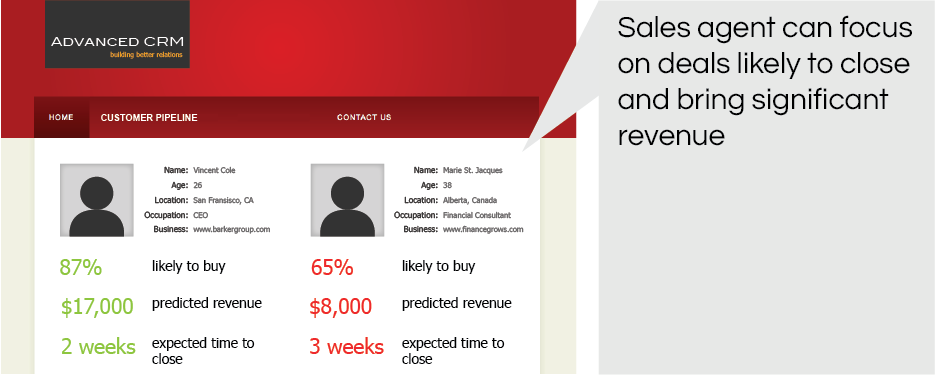 ADVANCED CRM
building better relations
HOME
CUSTOMER PIPELINE
CONTACT US
Name: Vincent Cole
Age: 26
Location: San Fransisco, CA
Occupation: CEO
Business: www.barkergroup.com
87% likely to buy
$17,000 predicted revenue
2 weeks expected time to
close
Name: Marie St. Jacques
Age: 38
Location: Alberta, Canada
Occupation: Financial Consultant
Business: www.financegrows.com
65% likely to buy
$8,000 predicted revenue
3 weeks expected time to
close
Sales agent can focus
on deals likely to close
and bring significant
revenue